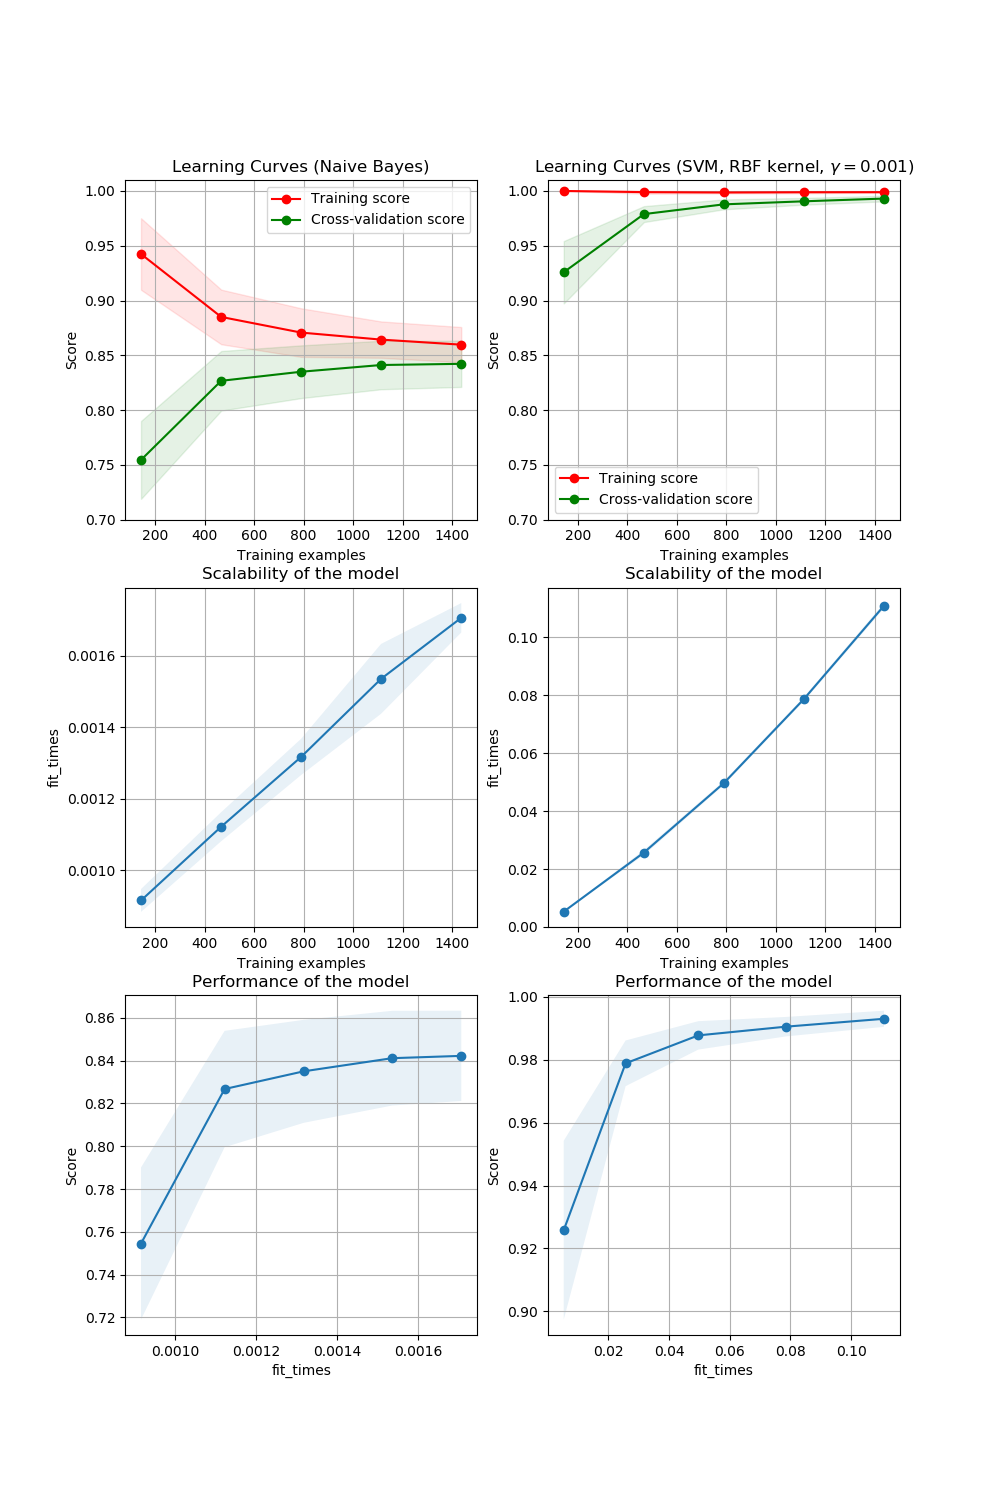 Learning Curves (Naive Bayes)
1.00
0.95
0.90
0.85
0.80
0.75
0.70
Score
Training score
Cross-validation score
200 400 600 800 1000 1200 1400
Training examples
Learning Curves (SVM, RBF kernel, γ = 0.001)
1.00
0.95
0.90
0.85
0.80
0.75
0.70
Score
Training score
Cross-validation score
200 400 600 800 1000 1200 1400
Training examples
Scalability of the model
0.0016
0.0014
0.0012
0.0010
fit_times
200 400 600 800 1000 1200 1400
Training examples
Scalability of the model
0.10
0.08
0.06
0.04
0.02
0.00
fit_times
200 400 600 800 1000 1200 1400
Training examples
Performance of the model
0.86
0.84
0.82
0.80
0.78
0.76
0.74
0.72
Score
0.0010 0.0012 0.0014 0.0016
fit_times
Performance of the model
1.00
0.98
0.96
0.94
0.92
0.90
Score
0.02 0.04 0.06 0.08 0.10
fit_times